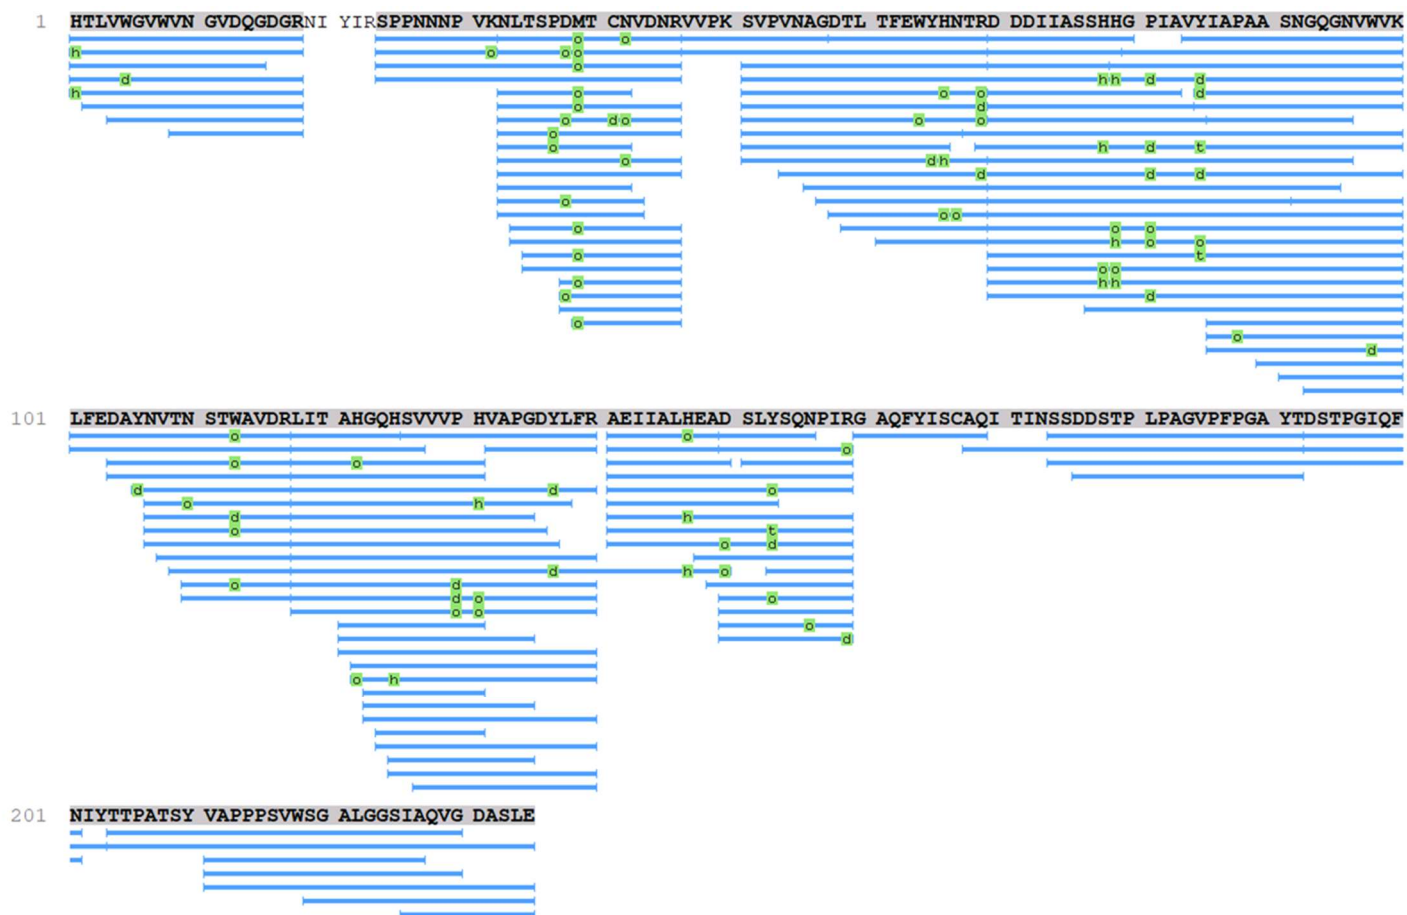 1 HTLVWGVWVN GVDQGDGRNI YIRSPPNNNP VKNLTSPDMT CNVDNRVVPK SVPVNAGDTL TFEWYHNTRD DDIIASSHHG PIAVYIAPAA SNGQGNVWVK
o o
h o o o
o
d h h d d
h o o o d
o d
o d o o o
o
o h d t
o d h
d d d
o
o o
o o o
h o o
o t
o o
o h h
o d
o
o
d
101 LFEDAYNVTN STWAVDRLIT AHGQHSVVVP HVAPGDYLFR AEIIALHEAD SLYSQNPIRG AQFYISCAQI TINSSDDSTP LPAGVPFPGA YTDSTPGIQF
o o
o
o o
d d o
o h
d h
o t
o d
d h o
o d
d o o
o o
o
d
o h
201 NIYTTPATSY VAPPPSVWSG ALGGSIAQVG DASLE